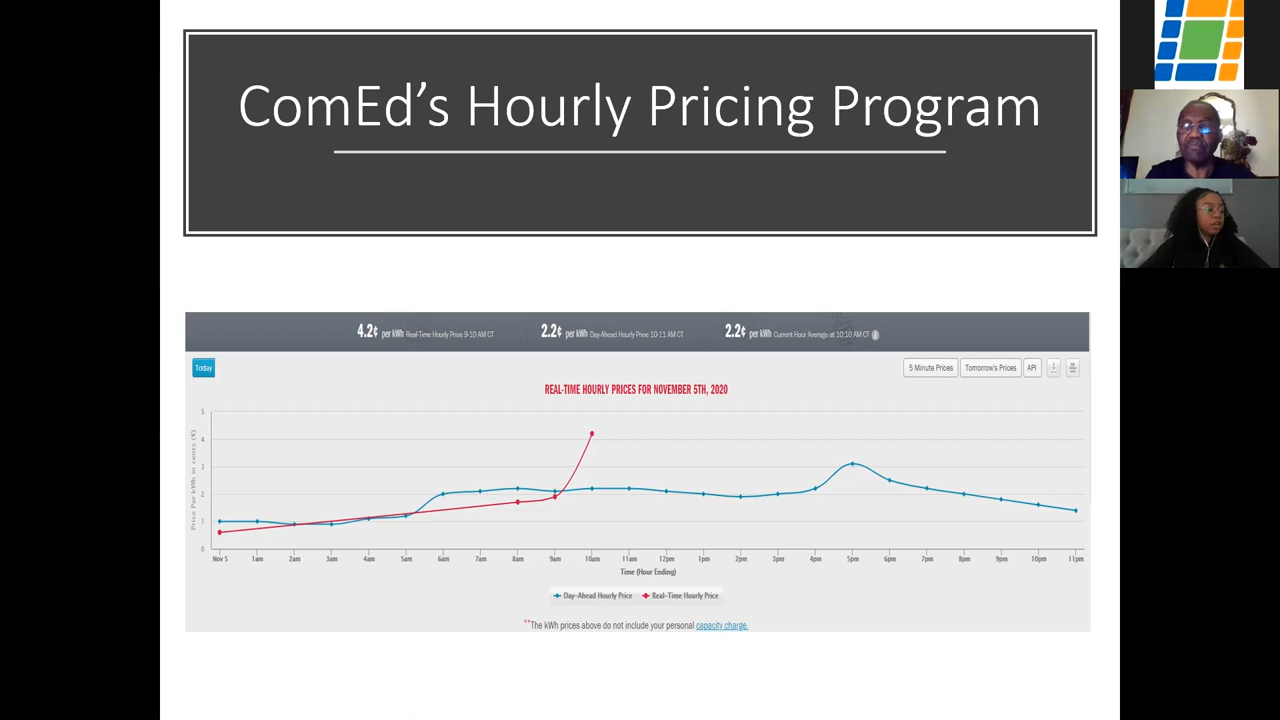 ComEd's Hourly Pricing Program
4.2¢ per kWh Real-Time Hourly Price 9-10 AM CT 2.2¢ per kWh Day-Ahead Hourly Price 10-11 AM CT 2.2¢ per kWh Current Hour Average at 10:10 AM CT i
Today 5 Minute Prices Tomorrow's Prices API
REAL-TIME HOURLY PRICES FOR NOVEMBER 5TH, 2020
Price Per kWh in cents (¢)
5
4
3
2
1
0
Nov 5 1am 2am 3am 4am 5am 6am 7am 8am 9am 10am 11am 12pm 1pm 2pm 3pm 4pm 5pm 6pm 7pm 8pm 9pm 10pm 11pm
Time (Hour Ending)
Day-Ahead Hourly Price Real-Time Hourly Price
**The kWh prices above do not include your personal capacity charge.